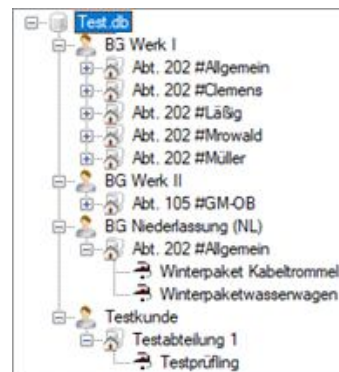 Test.db
BG Werk I
Abt. 202 #Allgemein
Abt. 202 #Clemens
Abt. 202 #Läßig
Abt. 202 #Mrowald
Abt. 202 #Müller
BG Werk II
Abt. 105 #GM-OB
BG Niederlassung (NL)
Abt. 202 #Allgemein
Winterpaket Kabeltrommel
Winterpaketwasserwagen
Testkunde
Testabteilung 1
Testprüfling